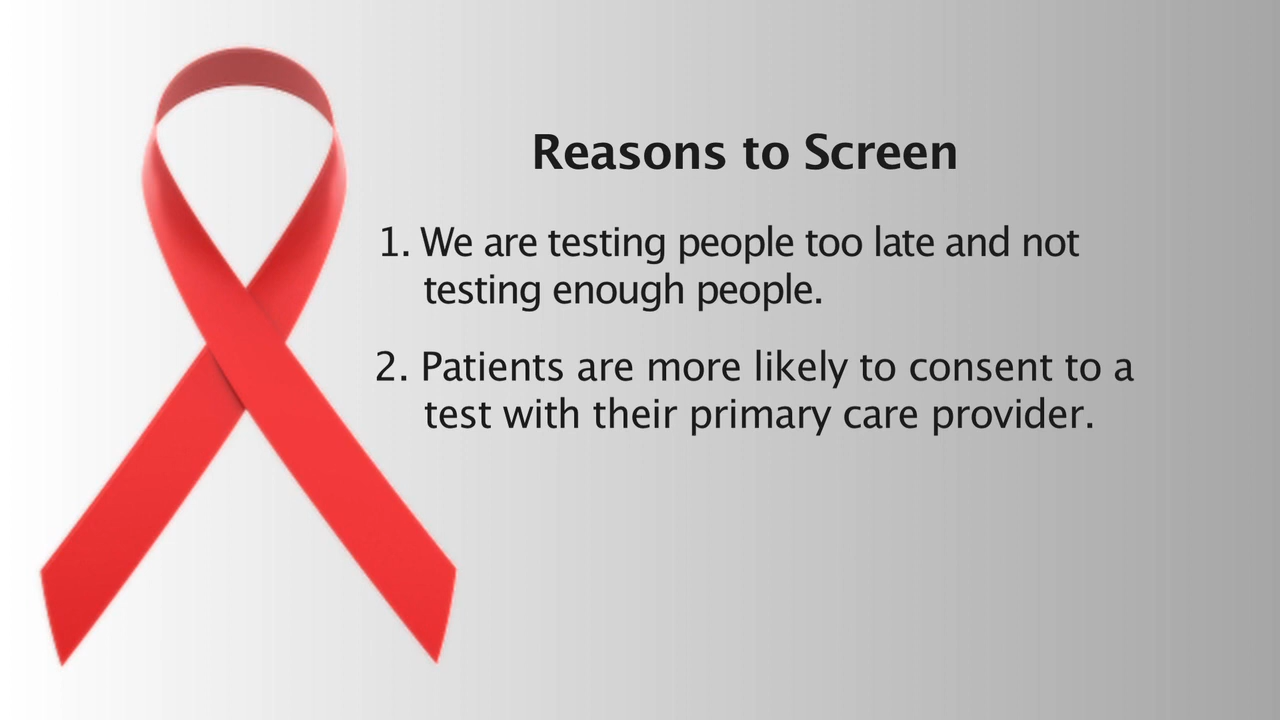 Reasons to Screen
1. We are testing people too late and not
testing enough people.
2. Patients are more likely to consent to a
test with their primary care provider.